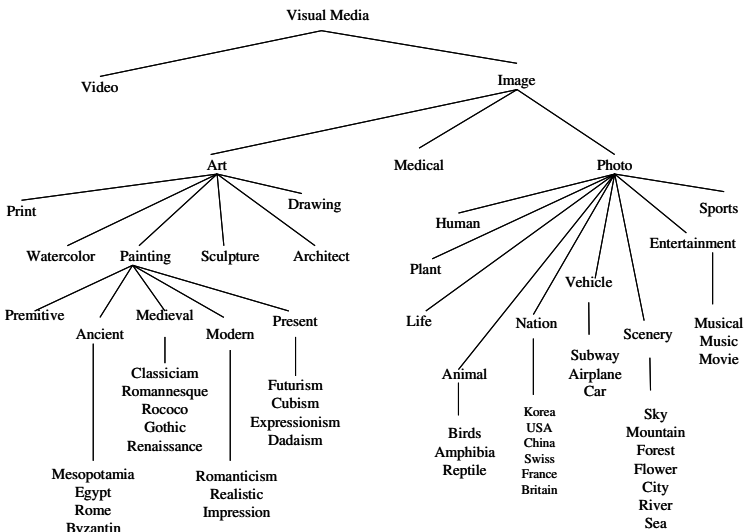 Visual Media
Video
Image
Art
Medical
Photo
Print
Drawing
Sports
Human
Watercolor
Painting
Sculpture
Architect
Entertainment
Plant
Vehicle
Premitive
Ancient
Medieval
Modern
Present
Life
Nation
Scenery
Musical
Music
Movie
Animal
Subway
Airplane
Car
Classiciam
Romannesque
Rococo
Gothic
Renaissance
Futurism
Cubism
Expressionism
Dadaism
Birds
Amphibia
Reptile
Korea
USA
China
Swiss
France
Britain
Sky
Mountain
Forest
Flower
City
River
Sea
Mesopotamia
Egypt
Rome
Byzantin
Romanticism
Realistic
Impression